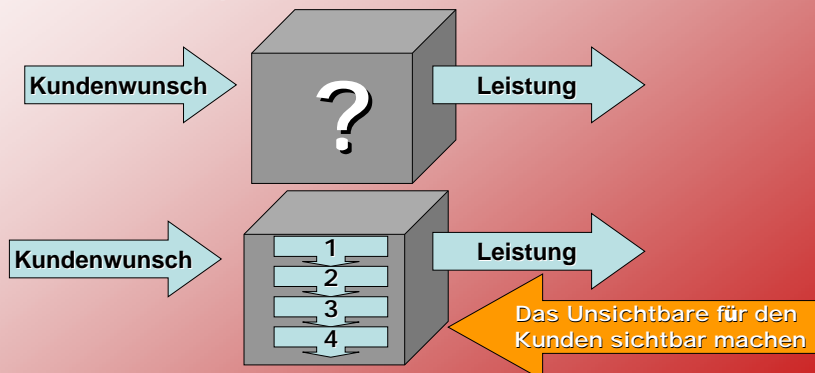 Kundenwunsch
?
Leistung
Kundenwunsch
1
2
3
4
Leistung
Das Unsichtbare für den
Kunden sichtbar machen